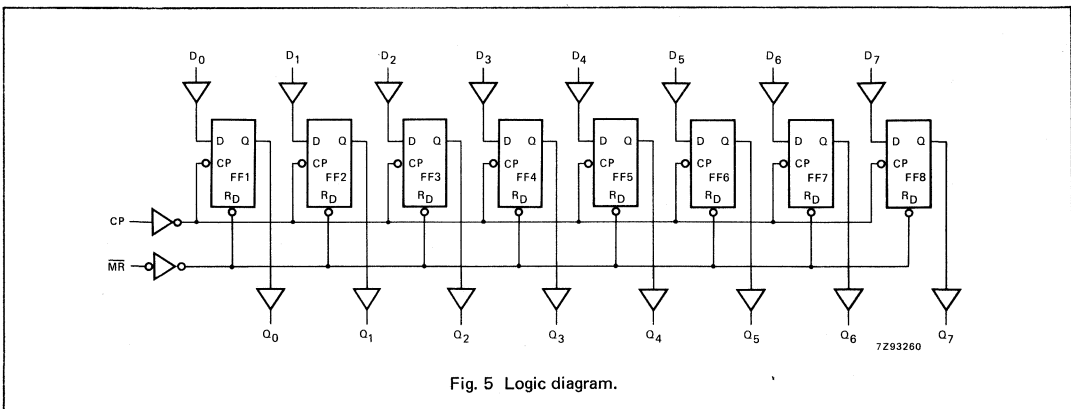 D0 D1 D2 D3 D4 D5 D6 D7
D Q D Q D Q D Q D Q D Q D Q D Q
CP CP CP CP CP CP CP CP
FF1 FF2 FF3 FF4 FF5 FF6 FF7 FF8
RD RD RD RD RD RD RD RD
CP
M̅R̅
Q0 Q1 Q2 Q3 Q4 Q5 Q6 Q7
7Z93260
Fig. 5 Logic diagram.